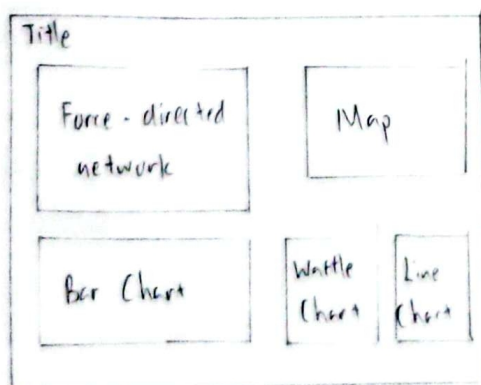 Title
Force-directed
network
Map
Bar Chart
Waffle
Chart
Line
Chart